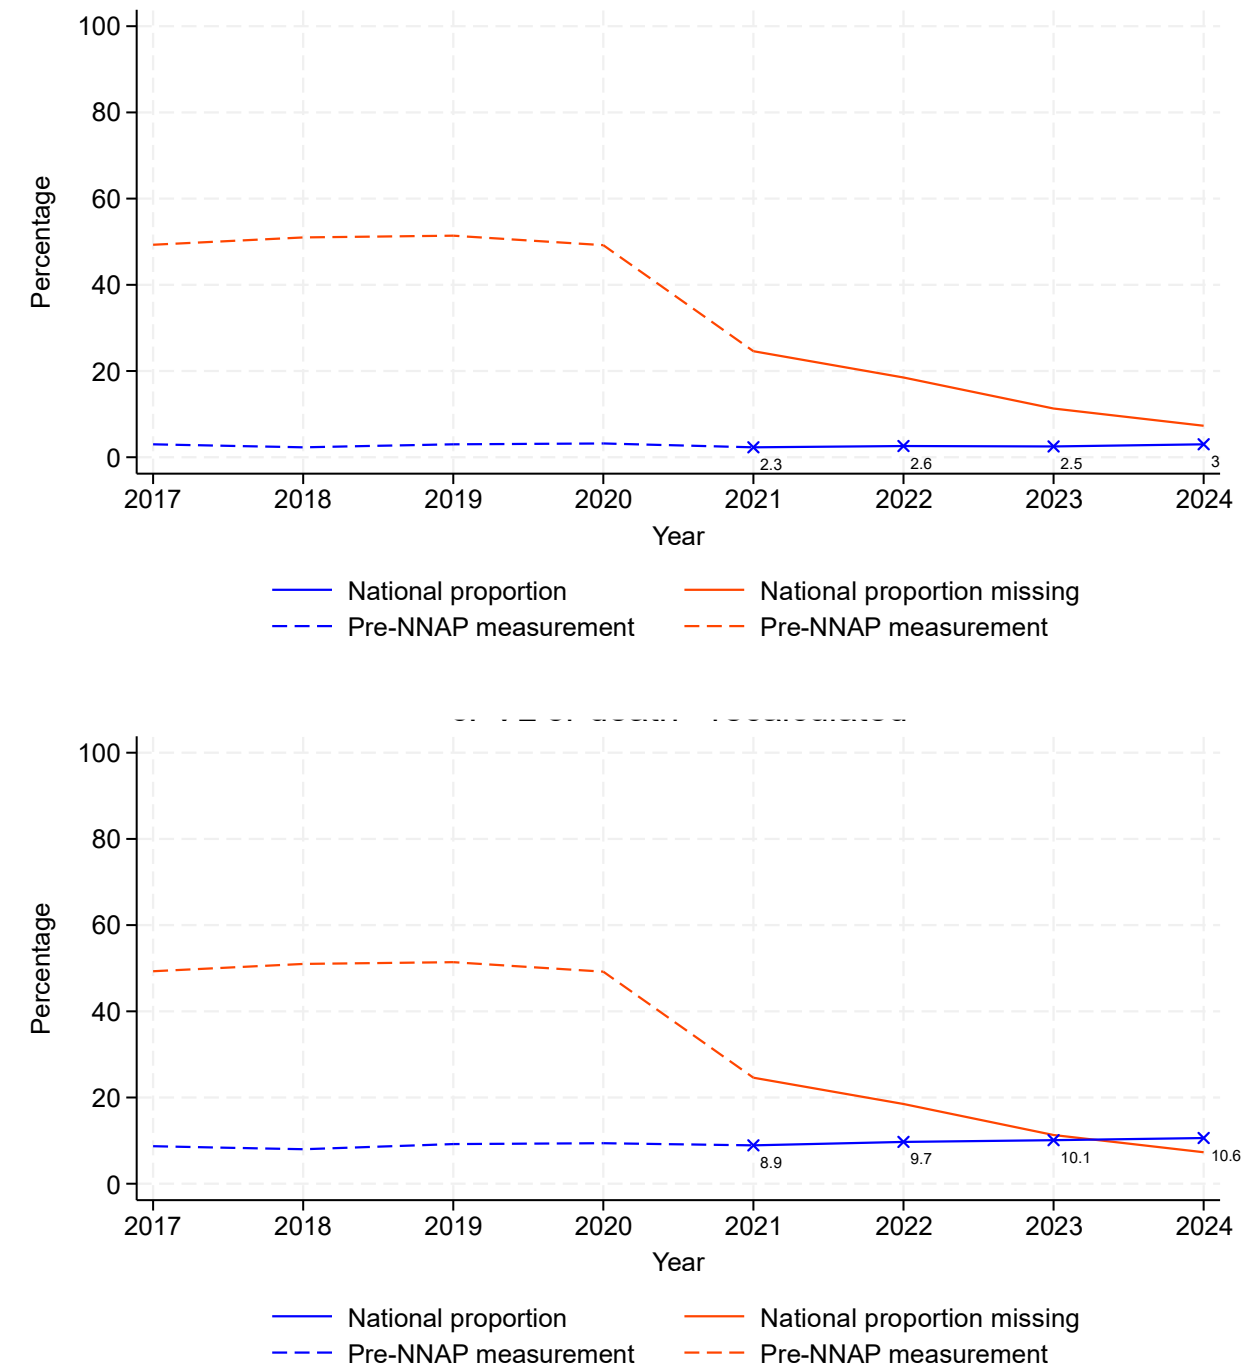 100
80
60
40
20
0
Percentage
2.3 2.6 2.5 3
2017 2018 2019 2020 2021 2022 2023 2024
Year
National proportion National proportion missing
Pre-NNAP measurement Pre-NNAP measurement
or death recalculated
100
80
60
40
20
0
Percentage
8.9 9.7 10.1 10.6
2017 2018 2019 2020 2021 2022 2023 2024
Year
National proportion National proportion missing
Pre-NNAP measurement Pre-NNAP measurement